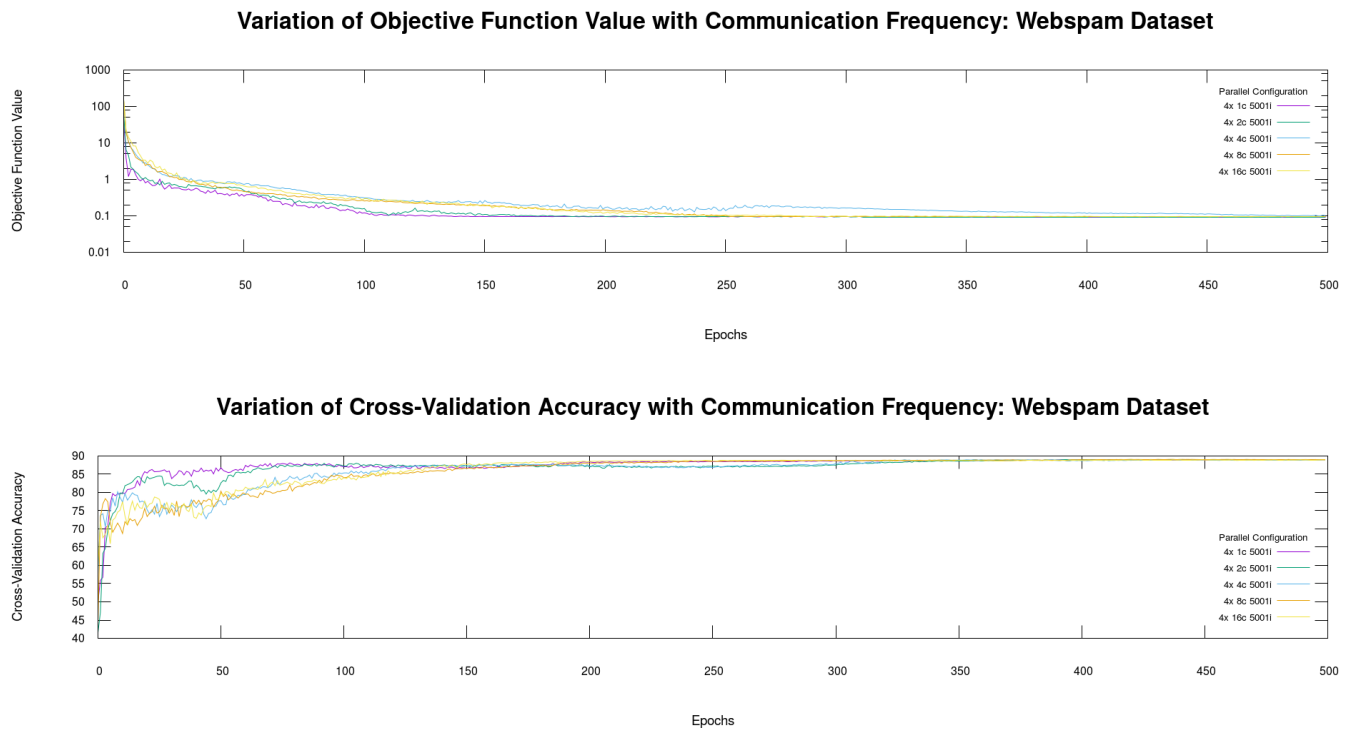 Variation of Objective Function Value with Communication Frequency: Webspam Dataset
Objective Function Value
1000
100
10
1
0.1
0.01
Parallel Configuration
4x 1c 5001i
4x 2c 5001i
4x 4c 5001i
4x 8c 5001i
4x 16c 5001i
0 50 100 150 200 250 300 350 400 450 500
Epochs
Variation of Cross-Validation Accuracy with Communication Frequency: Webspam Dataset
Cross-Validation Accuracy
90
85
80
75
70
65
60
55
50
45
40
Parallel Configuration
4x 1c 5001i
4x 2c 5001i
4x 4c 5001i
4x 8c 5001i
4x 16c 5001i
0 50 100 150 200 250 300 350 400 450 500
Epochs